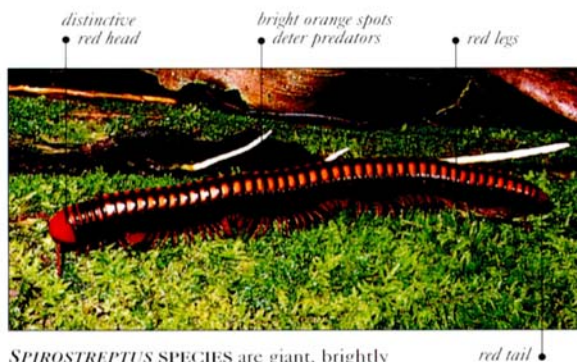 distinctive
red head
bright orange spots
deter predators
red legs
SPIROSTREPTUS SPECIES are giant, brightly
red tail